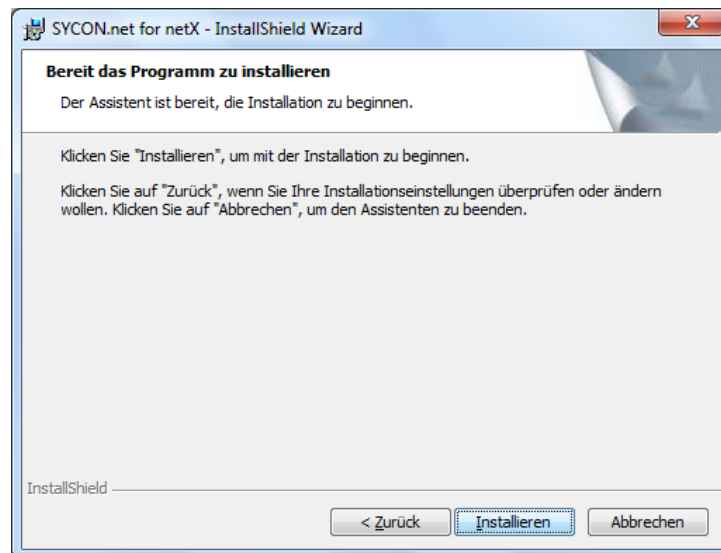 SYCON.net for netX - InstallShield Wizard
Bereit das Programm zu installieren
Der Assistent ist bereit, die Installation zu beginnen.
Klicken Sie "Installieren", um mit der Installation zu beginnen.
Klicken Sie auf "Zurück", wenn Sie Ihre Installationseinstellungen überprüfen oder ändern
wollen. Klicken Sie auf "Abbrechen", um den Assistenten zu beenden.
InstallShield
< Zurück Installieren Abbrechen